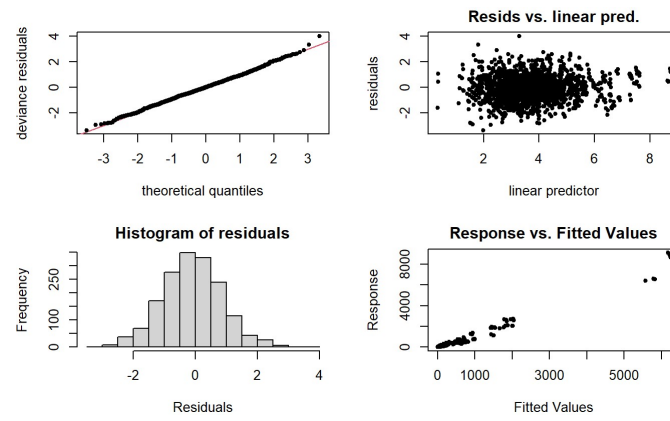 deviance residuals
4
2
0
-2
-3 -2 -1 0 1 2 3
theoretical quantiles
Resids vs. linear pred.
residuals
4
2
0
-2
2 4 6 8
linear predictor
Histogram of residuals
Frequency
250
100
0
-2 0 2 4
Residuals
Response vs. Fitted Values
Response
8000
4000
0
0 1000 3000 5000
Fitted Values